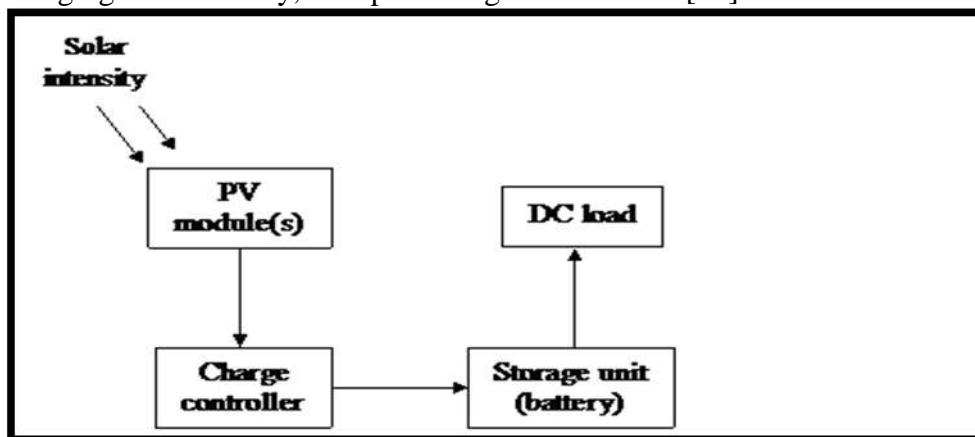 Solar
intensity
PV
module(s)
DC load
Charge
controller
Storage unit
(battery)